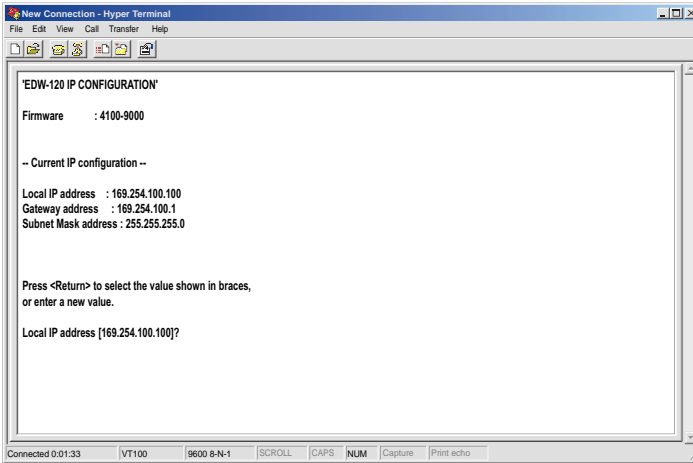 New Connection - Hyper Terminal
File Edit View Call Transfer Help
'EDW-120 IP CONFIGURATION'
Firmware : 4100-9000
-- Current IP configuration --
Local IP address : 169.254.100.100
Gateway address : 169.254.100.1
Subnet Mask address : 255.255.255.0
Press <Return> to select the value shown in braces,
or enter a new value.
Local IP address [169.254.100.100]?
Connected 0:01:33 VT100 9600 8-N-1 SCROLL CAPS NUM Capture Print echo